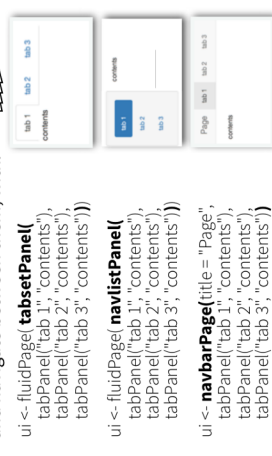 ui <- fluidPage( tabsetPanel(
tabPanel("tab 1", "contents"),
tabPanel("tab 2", "contents"),
tabPanel("tab 3", "contents")))
tab 1 tab 2 tab 3
contents
ui <- fluidPage( navlistPanel(
tabPanel("tab 1", "contents"),
tabPanel("tab 2", "contents"),
tabPanel("tab 3", "contents")))
tab 1
tab 2
tab 3
contents
ui <- navbarPage(title = "Page",
tabPanel("tab 1", "contents"),
tabPanel("tab 2", "contents"),
tabPanel("tab 3", "contents"))
Page tab 1 tab 2 tab 3
contents